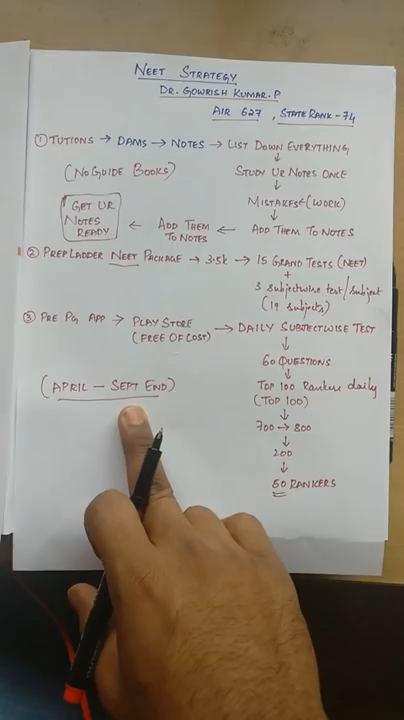 NEET STRATEGY
DR. GOWRISH KUMAR. P
AIR 627, STATE RANK - 74
① TUTIONS → DAMS → NOTES → LIST DOWN EVERYTHING
↓
(NO GUIDE BOOKS) STUDY UR NOTES ONCE
↓
MISTAKES (WORK)
↓
GET UR NOTES READY ← ADD THEM TO NOTES ← ADD THEM TO NOTES
② PREPLADDER NEET PACKAGE → 3.5k → 15 GRAND TESTS (NEET)
+
3 subjectwise test/subject
(19 subjects)
③ PRE PG APP → PLAY STORE → DAILY SUBJECTWISE TEST
(FREE OF COST) ↓
60 QUESTIONS
↓
(APRIL - SEPT END) TOP 100 Rankers daily
(TOP 100)
↓
700 → 800
↓
200
↓
50 RANKERS